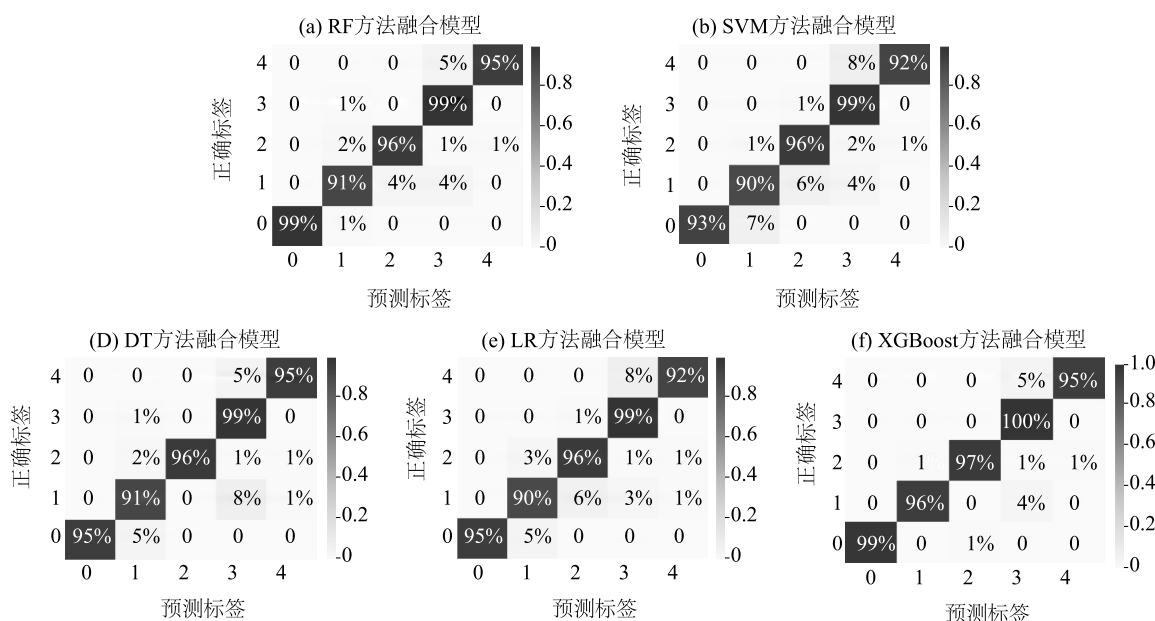 (a) RF方法融合模型
正确标签
4 0 0 0 5% 95%
3 0 1% 0 99% 0
2 0 2% 96% 1% 1%
1 0 91% 4% 4% 0
0 99% 1% 0 0 0
0 1 2 3 4
预测标签
0.8
0.6
0.4
0.2
0
(b) SVM方法融合模型
正确标签
4 0 0 0 8% 92%
3 0 0 1% 99% 0
2 0 1% 96% 2% 1%
1 0 90% 6% 4% 0
0 93% 7% 0 0 0
0 1 2 3 4
预测标签
0.8
0.6
0.4
0.2
0
(D) DT方法融合模型
正确标签
4 0 0 0 5% 95%
3 0 1% 0 99% 0
2 0 2% 96% 1% 1%
1 0 91% 0 8% 1%
0 95% 5% 0 0 0
0 1 2 3 4
预测标签
0.8
0.6
0.4
0.2
0
(e) LR方法融合模型
正确标签
4 0 0 0 8% 92%
3 0 0 1% 99% 0
2 0 3% 96% 1% 1%
1 0 90% 6% 3% 1%
0 95% 5% 0 0 0
0 1 2 3 4
预测标签
0.8
0.6
0.4
0.2
0
(f) XGBoost方法融合模型
正确标签
4 0 0 0 5% 95%
3 0 0 0 100% 0
2 0 1 97% 1% 1%
1 0 96% 0 4% 0
0 99% 0 1% 0 0
0 1 2 3 4
预测标签
1.0
0.8
0.6
0.4
0.2
0